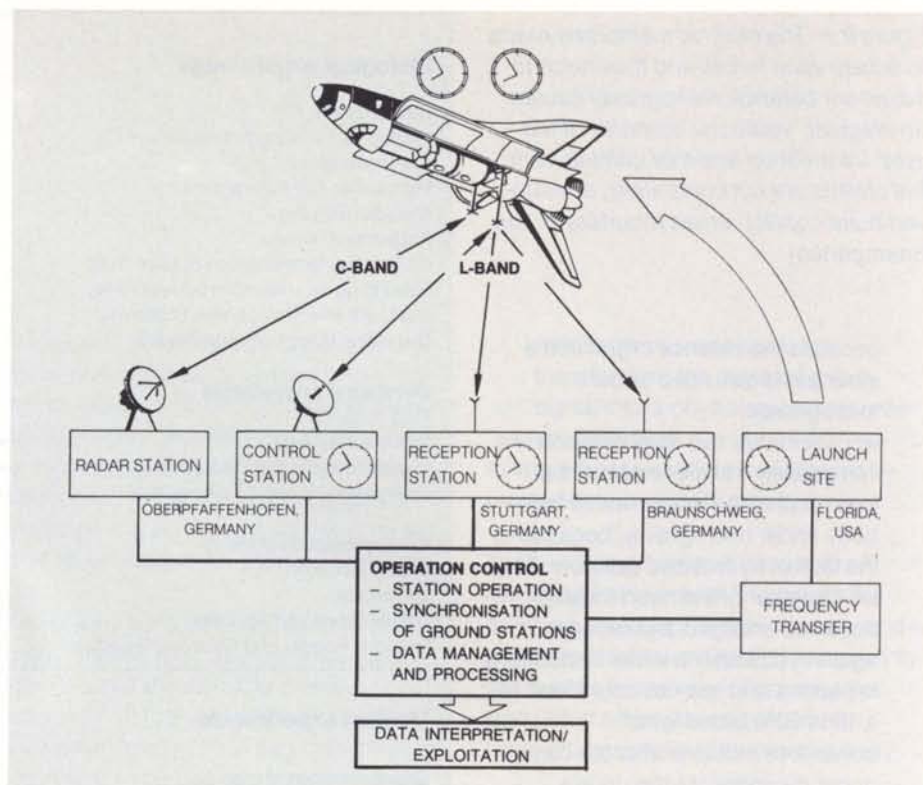 C-BAND
L-BAND
RADAR STATION
CONTROL
STATION
RECEPTION
STATION
RECEPTION
STATION
LAUNCH
SITE
OBERPFAFFENHOFEN,
GERMANY
STUTTGART,
GERMANY
BRAUNSCHWEIG,
GERMANY
FLORIDA,
USA
OPERATION CONTROL
– STATION OPERATION
– SYNCHRONISATION
OF GROUND STATIONS
– DATA MANAGEMENT
AND PROCESSING
FREQUENCY
TRANSFER
DATA INTERPRETATION/
EXPLOITATION